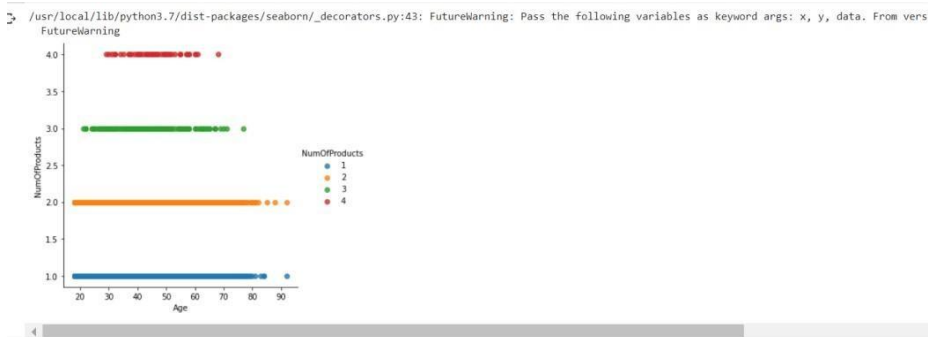 /usr/local/lib/python3.7/dist-packages/seaborn/_decorators.py:43: FutureWarning: Pass the following variables as keyword args: x, y, data. From vers
FutureWarning
4.0
3.5
3.0
2.5
2.0
1.5
1.0
NumOfProducts
20 30 40 50 60 70 80 90
Age
NumOfProducts
1
2
3
4